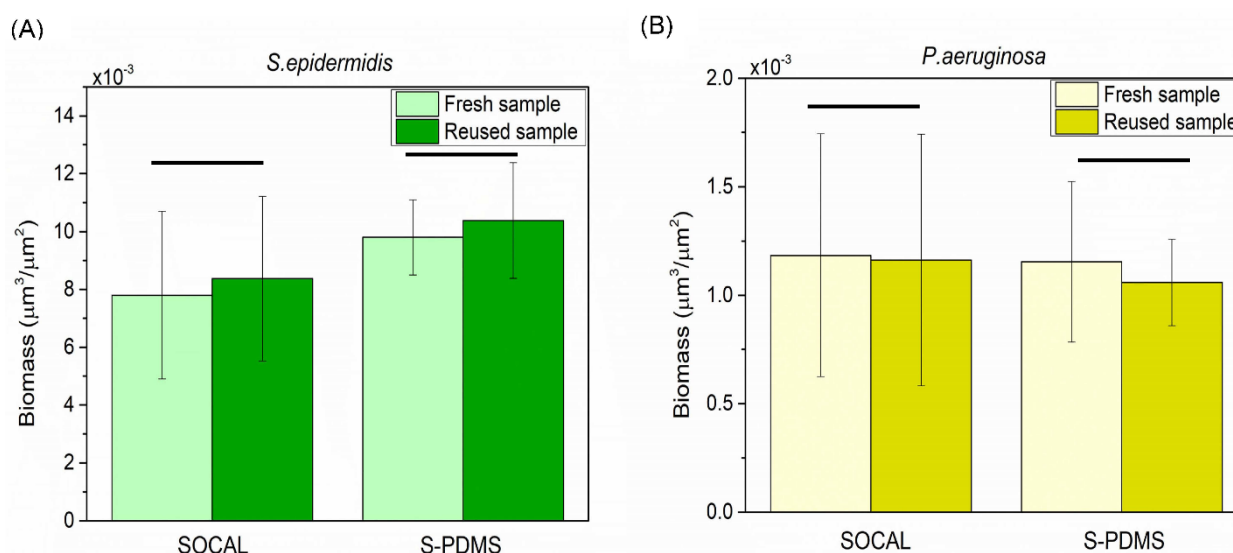 (A)
S.epidermidis
x10-3
Fresh sample
Reused sample
14
12
10
8
6
4
2
0
Biomass (μm3/μm2)
SOCAL
S-PDMS
(B)
P.aeruginosa
×10-3
Fresh sample
Reused sample
2.0
1.5
1.0
0.5
0.0
Biomass (μm3/μm2)
SOCAL
S-PDMS